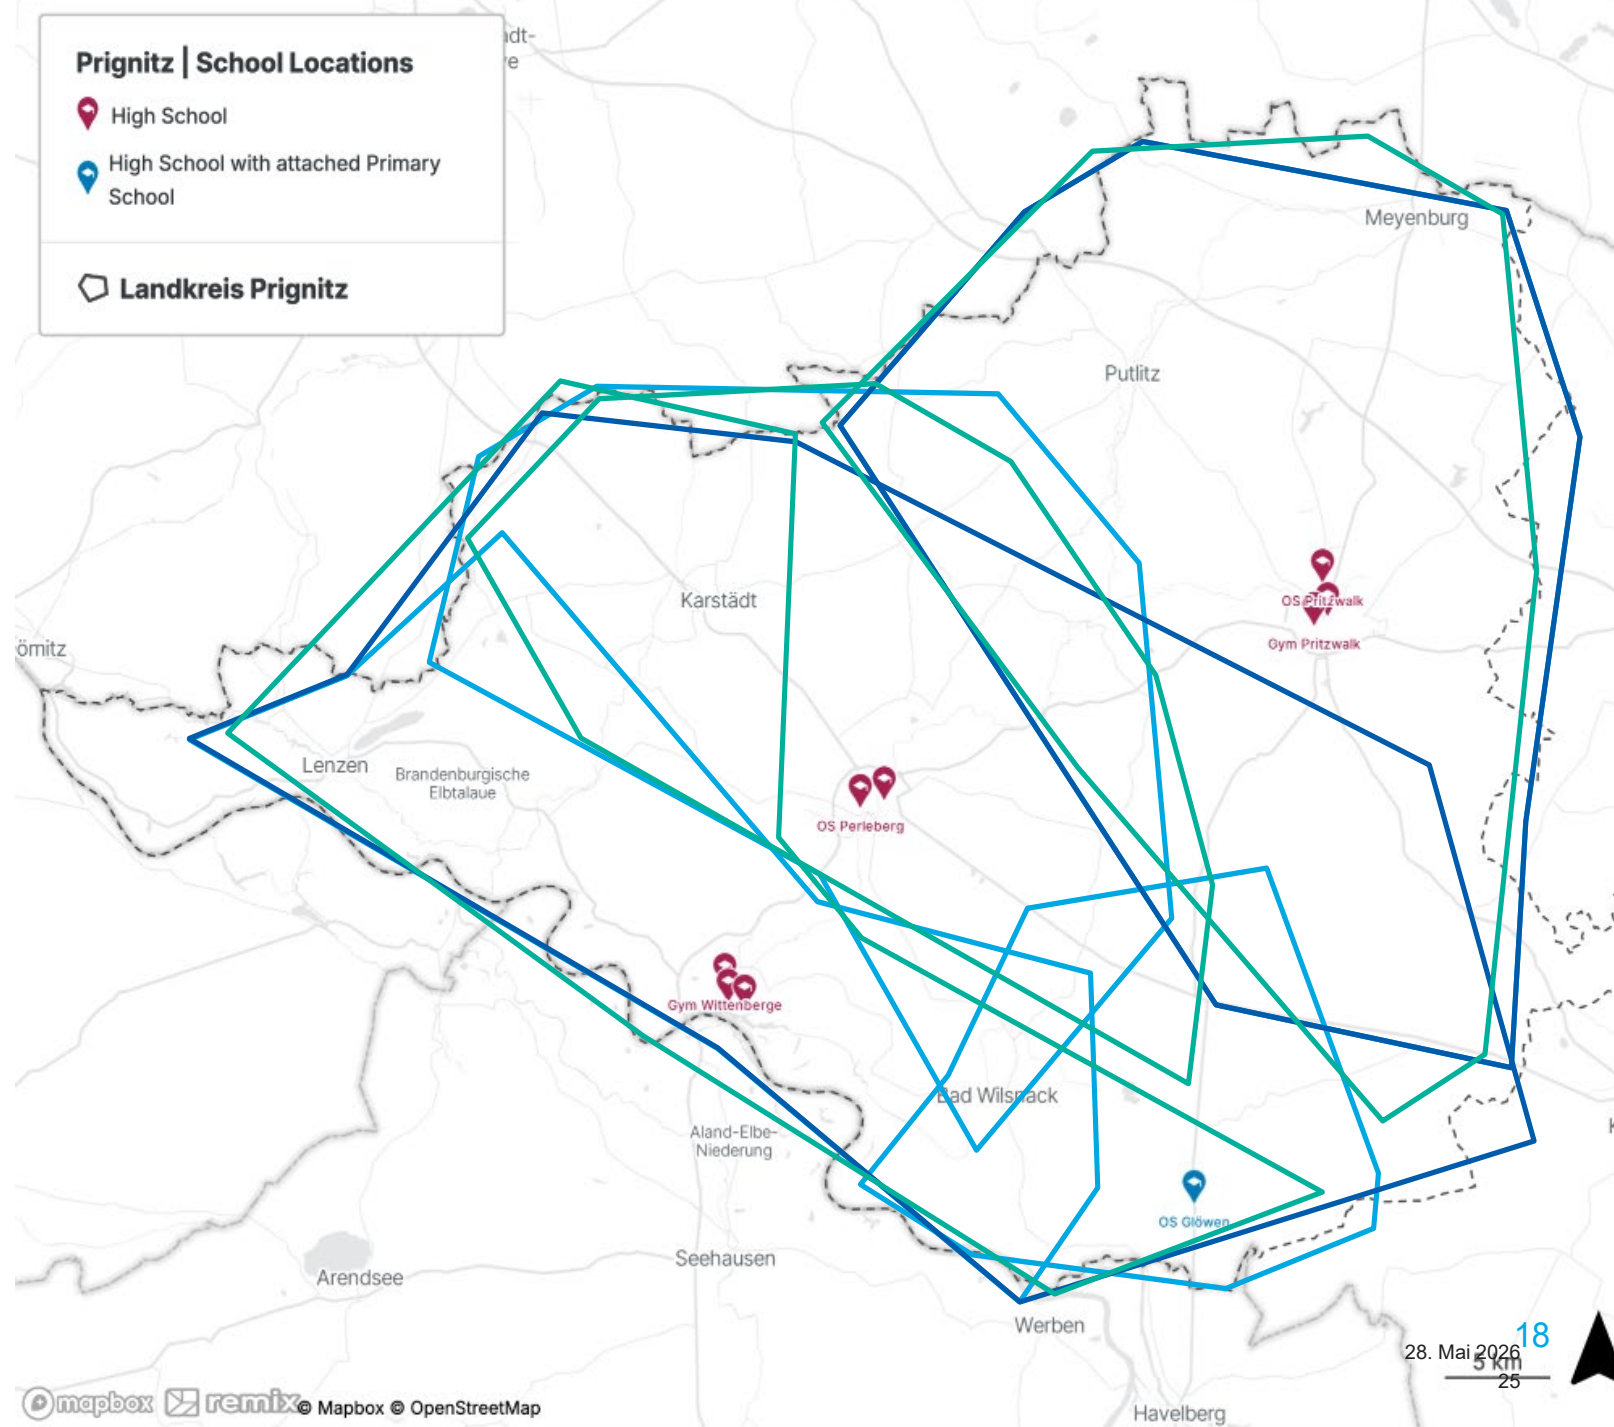 Prignitz | School Locations
High School
High School with attached Primary
School
Landkreis Prignitz
Meyenburg
Putlitz
Karstädt
OS Pritzwalk
Gym Pritzwalk
ömitz
Lenzen
Brandenburgische
Elbtalaue
OS Perleberg
Gym Wittenberge
Bad Wilsnack
Aland-Elbe-
Niederung
OS Glöwen
Seehausen
Arendsee
Werben
18
28. Mai 2026
5 km
25
Havelberg
mapbox remix © Mapbox © OpenStreetMap